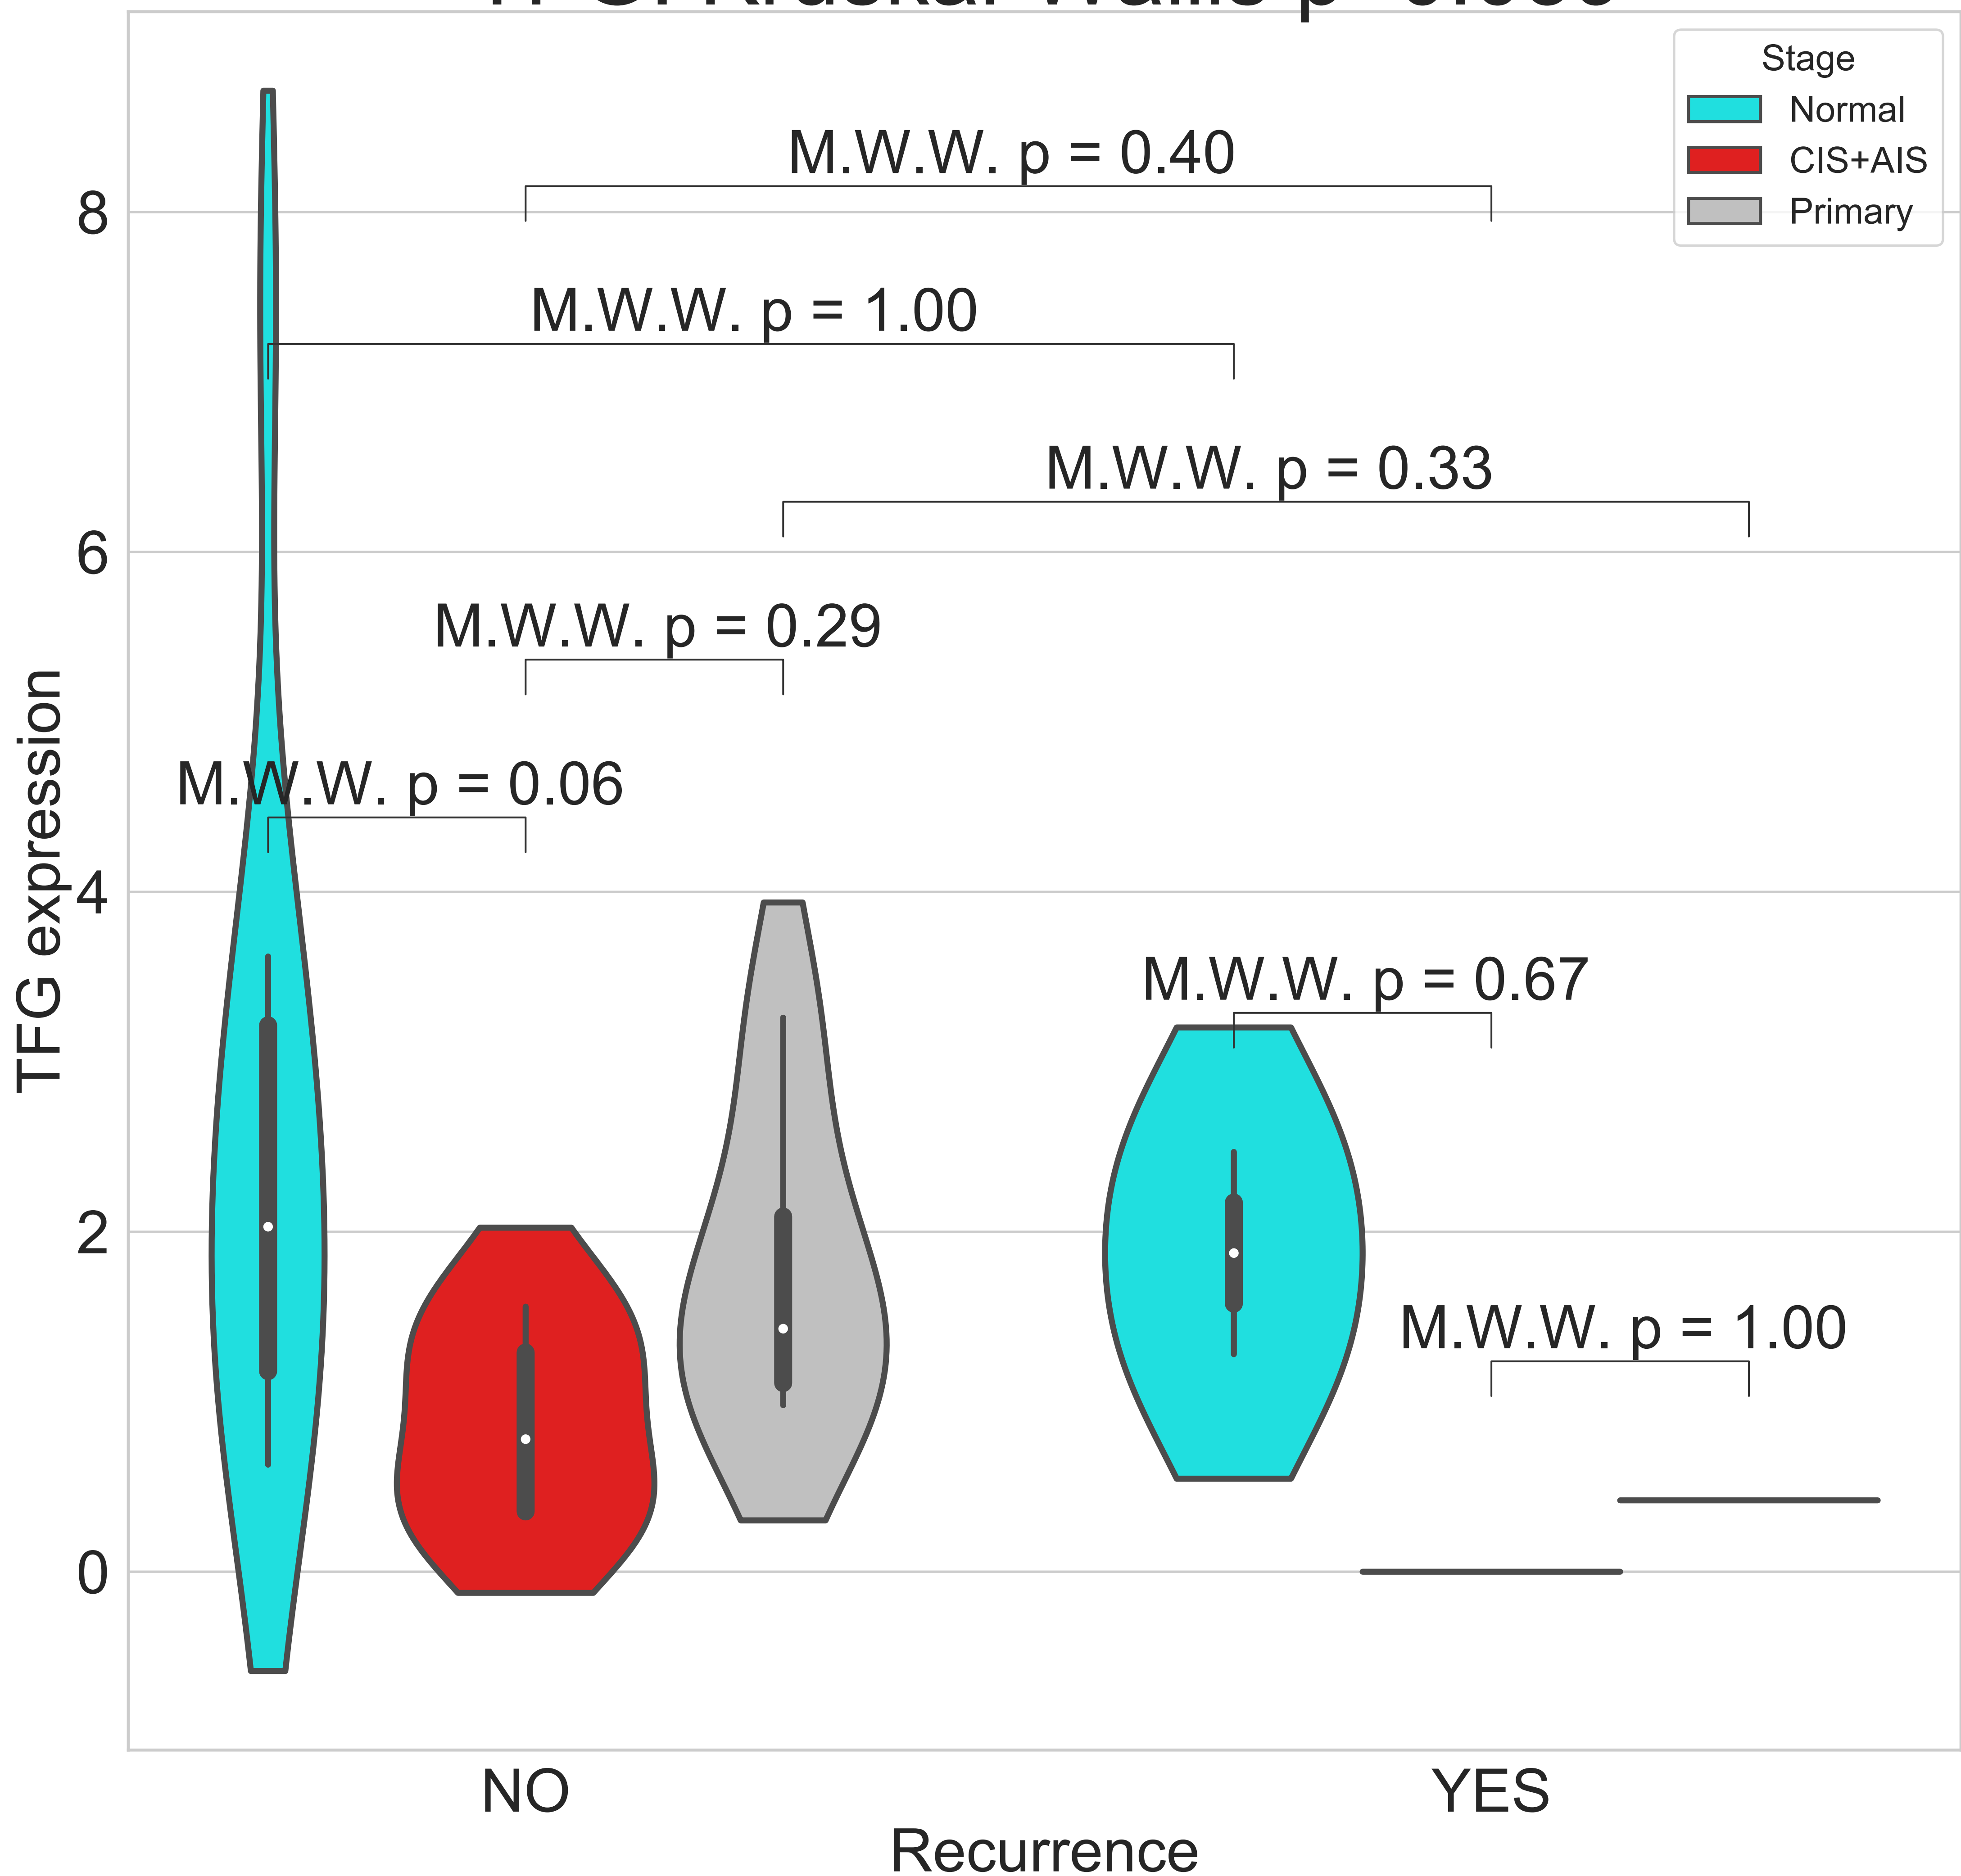 Stage
Normal
CIS+AIS
Primary
M.W.W. p = 0.40
8
M.W.W. p = 1.00
M.W.W. p = 0.33
6
M.W.W. p = 0.29
M.W.W. p = 0.06
TFG expression
4
M.W.W. p = 0.67
2
M.W.W. p = 1.00
0
NO
YES
Recurrence